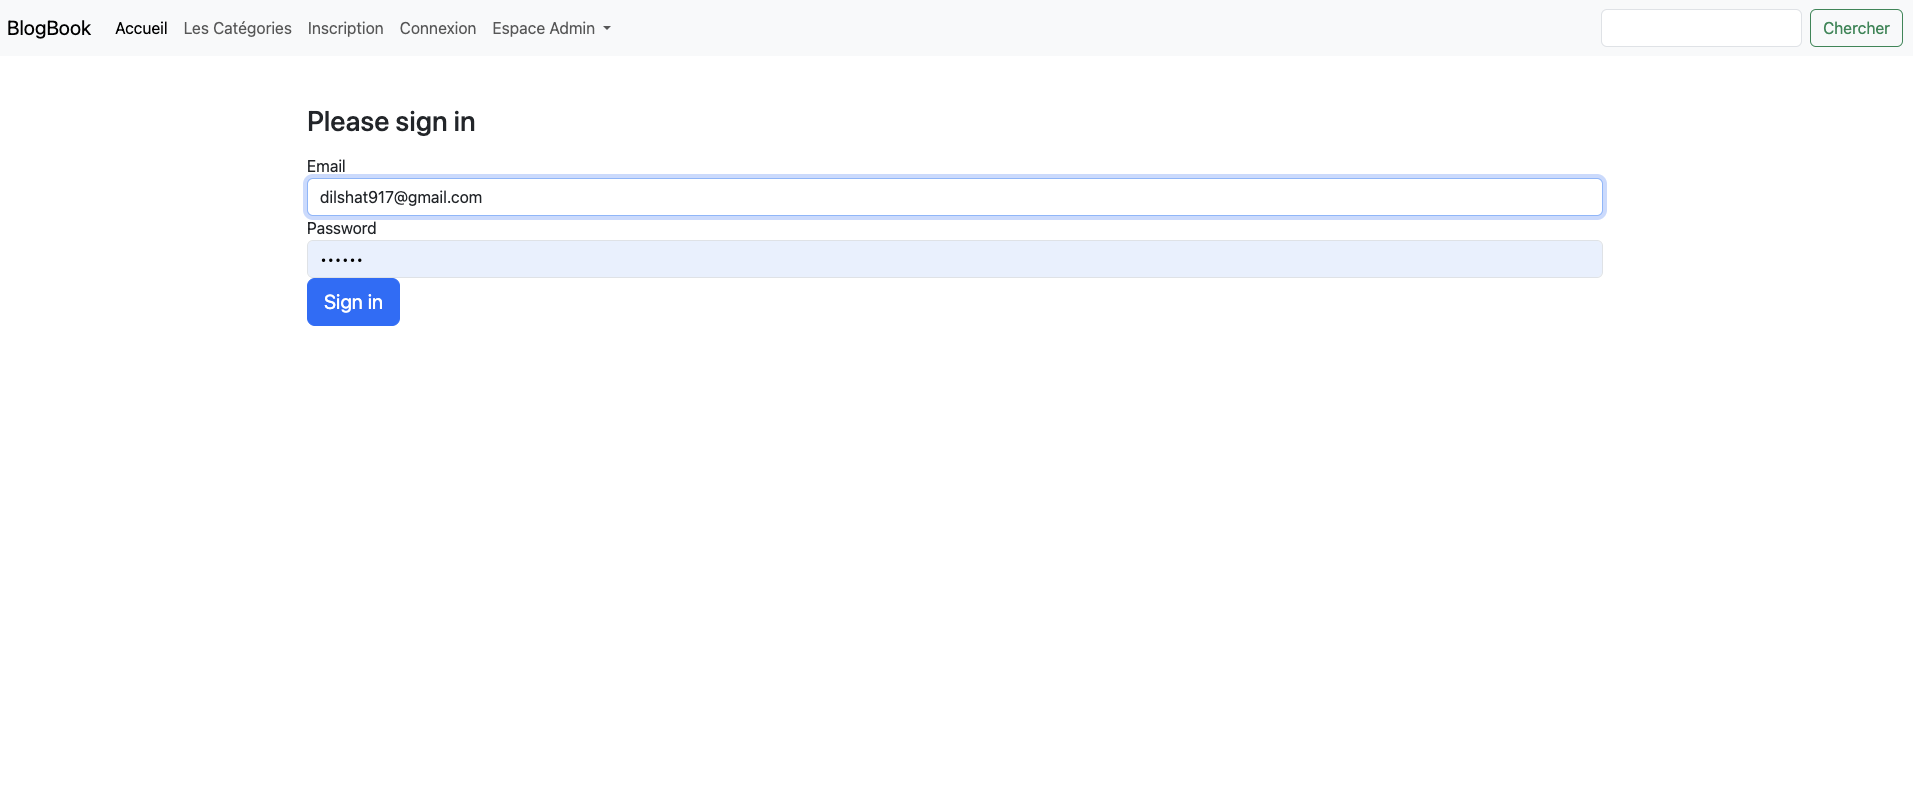 BlogBook Accueil Les Catégories Inscription Connexion Espace Admin Chercher
Please sign in
Email
dilshat917@gmail.com
Password
••••••
Sign in